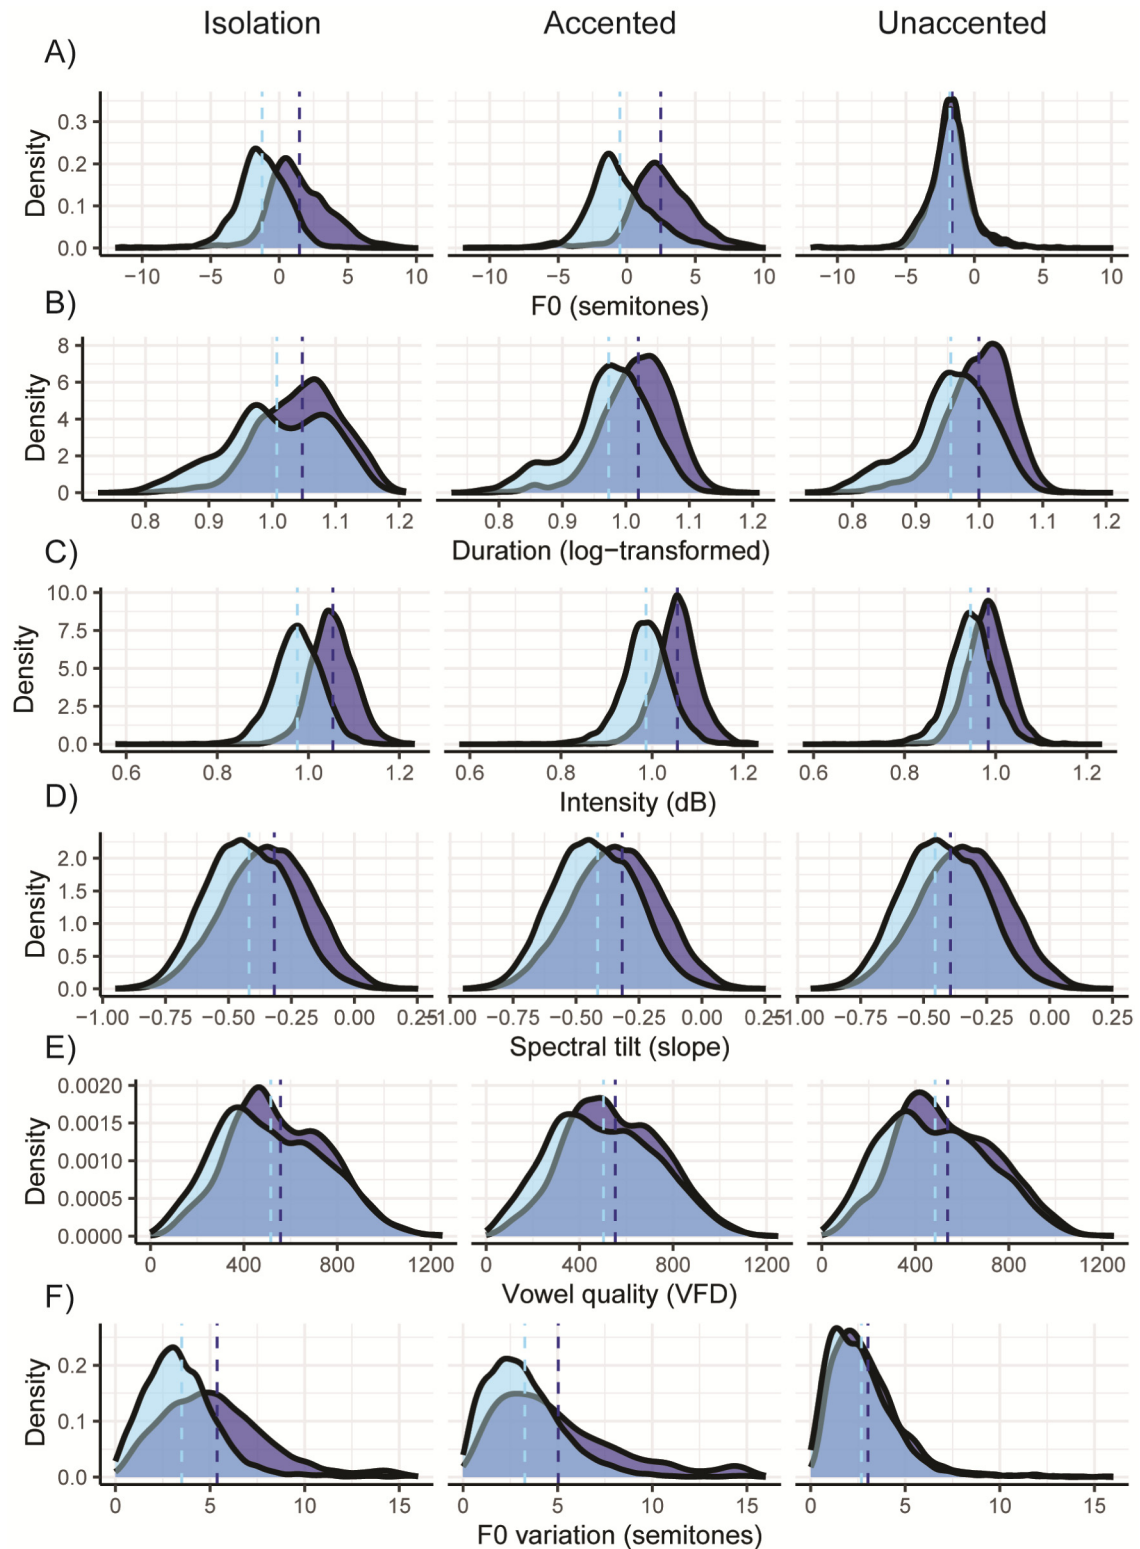 Isolation Accented Unaccented
A)
Density
0.3
0.2
0.1
0.0
−10 −5 0 5 10 −10 −5 0 5 10 −10 −5 0 5 10
F0 (semitones)
B)
Density
8
6
4
2
0
0.8 0.9 1.0 1.1 1.2 0.8 0.9 1.0 1.1 1.2 0.8 0.9 1.0 1.1 1.2
Duration (log−transformed)
C)
Density
10.0
7.5
5.0
2.5
0.0
0.6 0.8 1.0 1.2 0.6 0.8 1.0 1.2 0.6 0.8 1.0 1.2
Intensity (dB)
D)
Density
2.0
1.5
1.0
0.5
0.0
−1.00 −0.75 −0.50 −0.25 0.00 0.25 −1.00 −0.75 −0.50 −0.25 0.00 0.25 −1.00 −0.75 −0.50 −0.25 0.00 0.25
Spectral tilt (slope)
E)
Density
0.0020
0.0015
0.0010
0.0005
0.0000
0 400 800 1200 0 400 800 1200 0 400 800 1200
Vowel quality (VFD)
F)
Density
0.2
0.1
0.0
0 5 10 15 0 5 10 15 0 5 10 15
F0 variation (semitones)